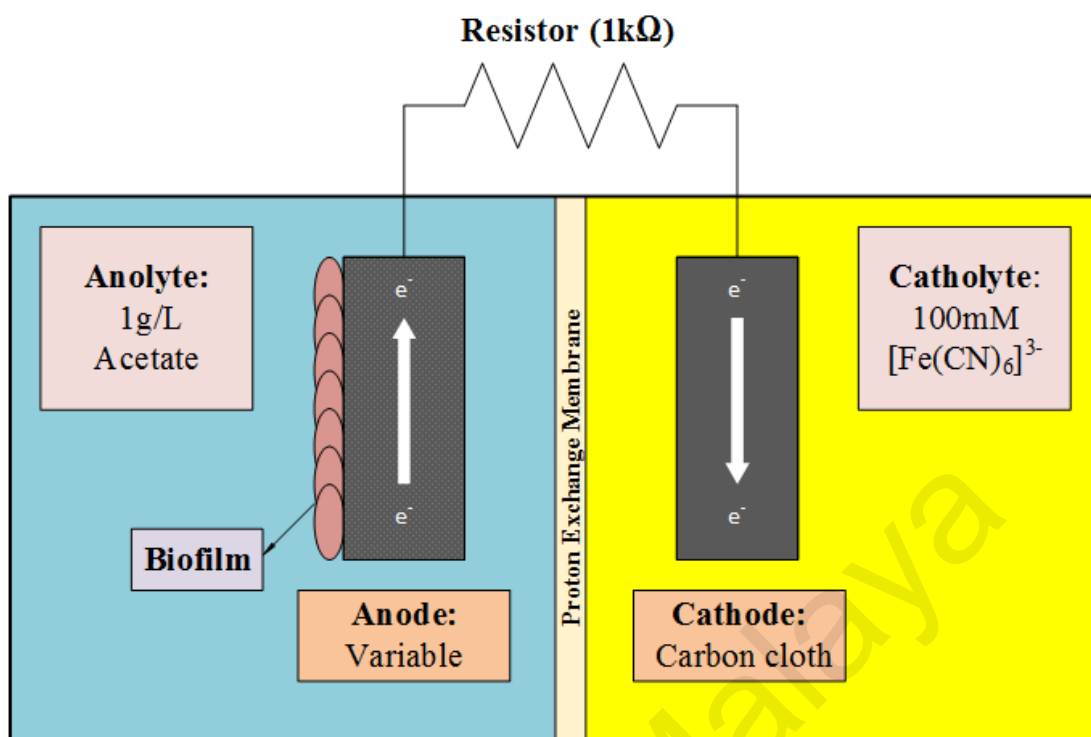 Resistor (1kΩ)
Anolyte:
1g/L
Acetate
e-
e-
Biofilm
Anode:
Variable
Proton Exchange Membrane
e-
e-
Catholyte:
100mM
[Fe(CN)6]3-
Cathode:
Carbon cloth
Malaya